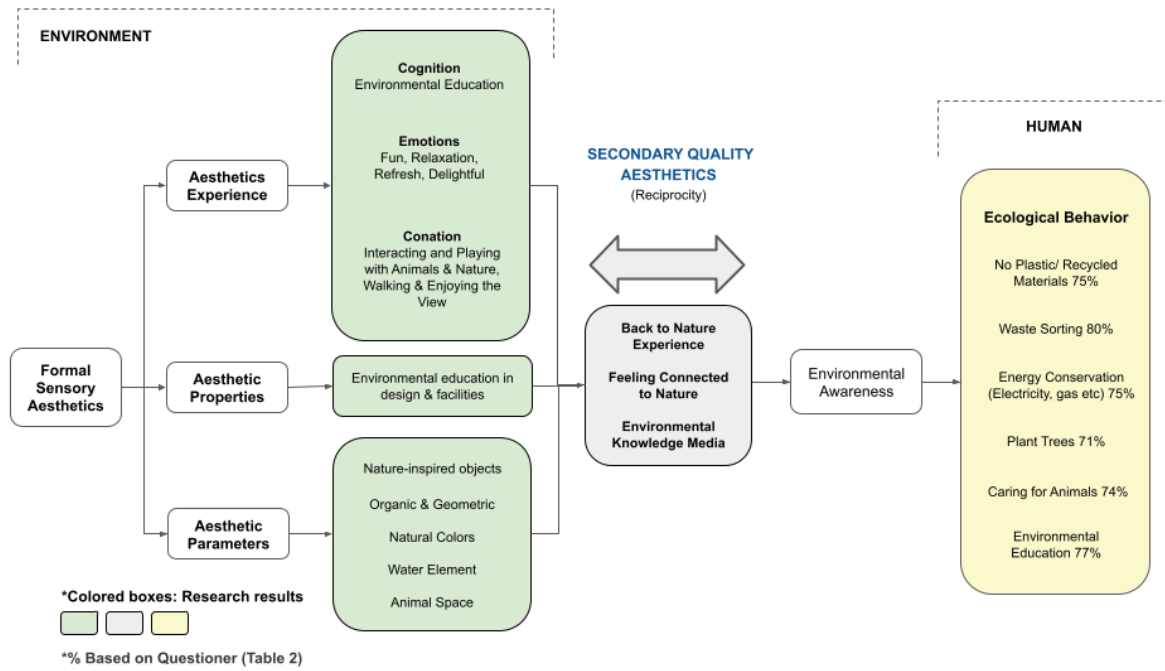 ENVIRONMENT
Cognition
Environmental Education
Emotions
Fun, Relaxation,
Refresh, Delightful
Conation
Interacting and Playing
with Animals & Nature,
Walking & Enjoying the
View
Aesthetics
Experience
Formal
Sensory
Aesthetics
Aesthetic
Properties
Environmental education in
design & facilities
Aesthetic
Parameters
Nature-inspired objects
Organic & Geometric
Natural Colors
Water Element
Animal Space
SECONDARY QUALITY
AESTHETICS
(Reciprocity)
Back to Nature
Experience
Feeling Connected
to Nature
Environmental
Knowledge Media
Environmental
Awareness
HUMAN
Ecological Behavior
No Plastic/ Recycled
Materials 75%
Waste Sorting 80%
Energy Conservation
(Electricity, gas etc) 75%
Plant Trees 71%
Caring for Animals 74%
Environmental
Education 77%
*Colored boxes: Research results
*% Based on Questioner (Table 2)